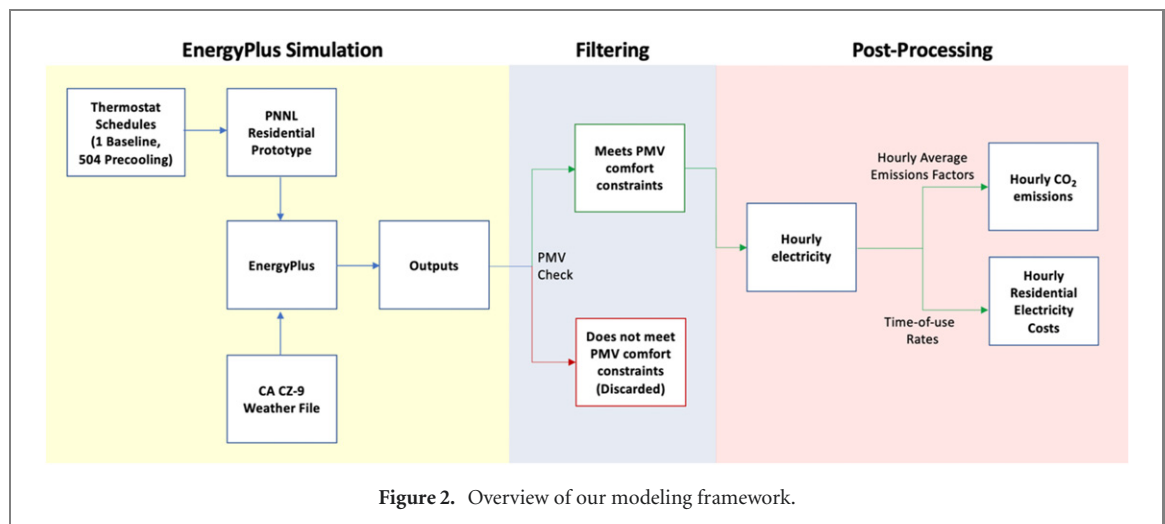 EnergyPlus Simulation
Filtering
Post-Processing
Thermostat
Schedules
(1 Baseline,
504 Precooling)
PNNL
Residential
Prototype
EnergyPlus
Outputs
CA CZ-9
Weather File
PMV
Check
Meets PMV
comfort
constraints
Does not meet
PMV comfort
constraints
(Discarded)
Hourly
electricity
Hourly Average
Emissions Factors
Hourly CO₂
emissions
Time-of-use
Rates
Hourly
Residential
Electricity
Costs
Figure 2. Overview of our modeling framework.